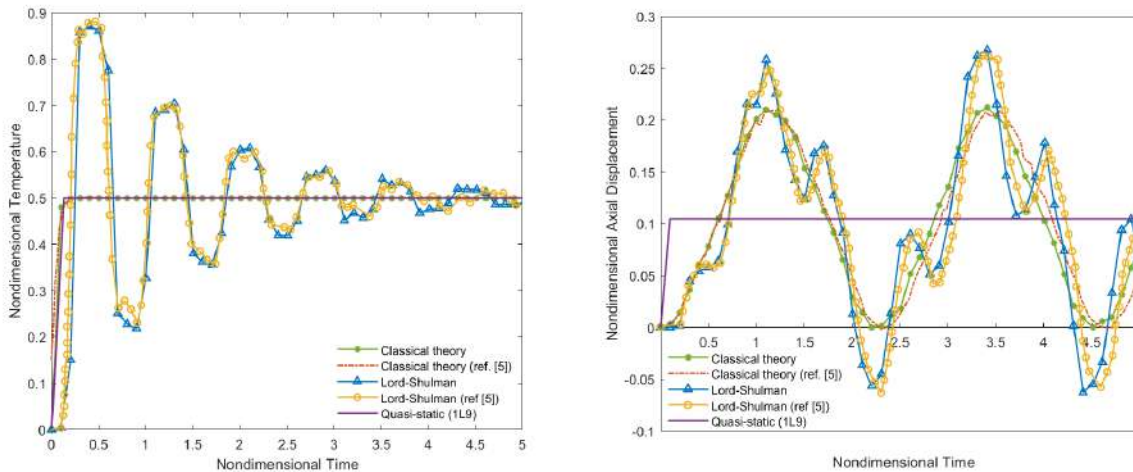 0.9
0.8
0.7
0.6
0.5
0.4
0.3
0.2
0.1
0
Nondimensional Temperature
Classical theory
Classical theory (ref. [5])
Lord-Shulman
Lord-Shulman (ref [5])
Quasi-static (1L9)
0 0.5 1 1.5 2 2.5 3 3.5 4 4.5 5
Nondimensional Time
0.3
0.25
0.2
0.15
0.1
0.05
0
-0.05
-0.1
Nondimensional Axial Displacement
0.5 1 1.5 2 2.5 3 3.5 4 4.5
Classical theory
Classical theory (ref. [5])
Lord-Shulman
Lord-Shulman (ref [5])
Quasi-static (1L9)
Nondimensional Time